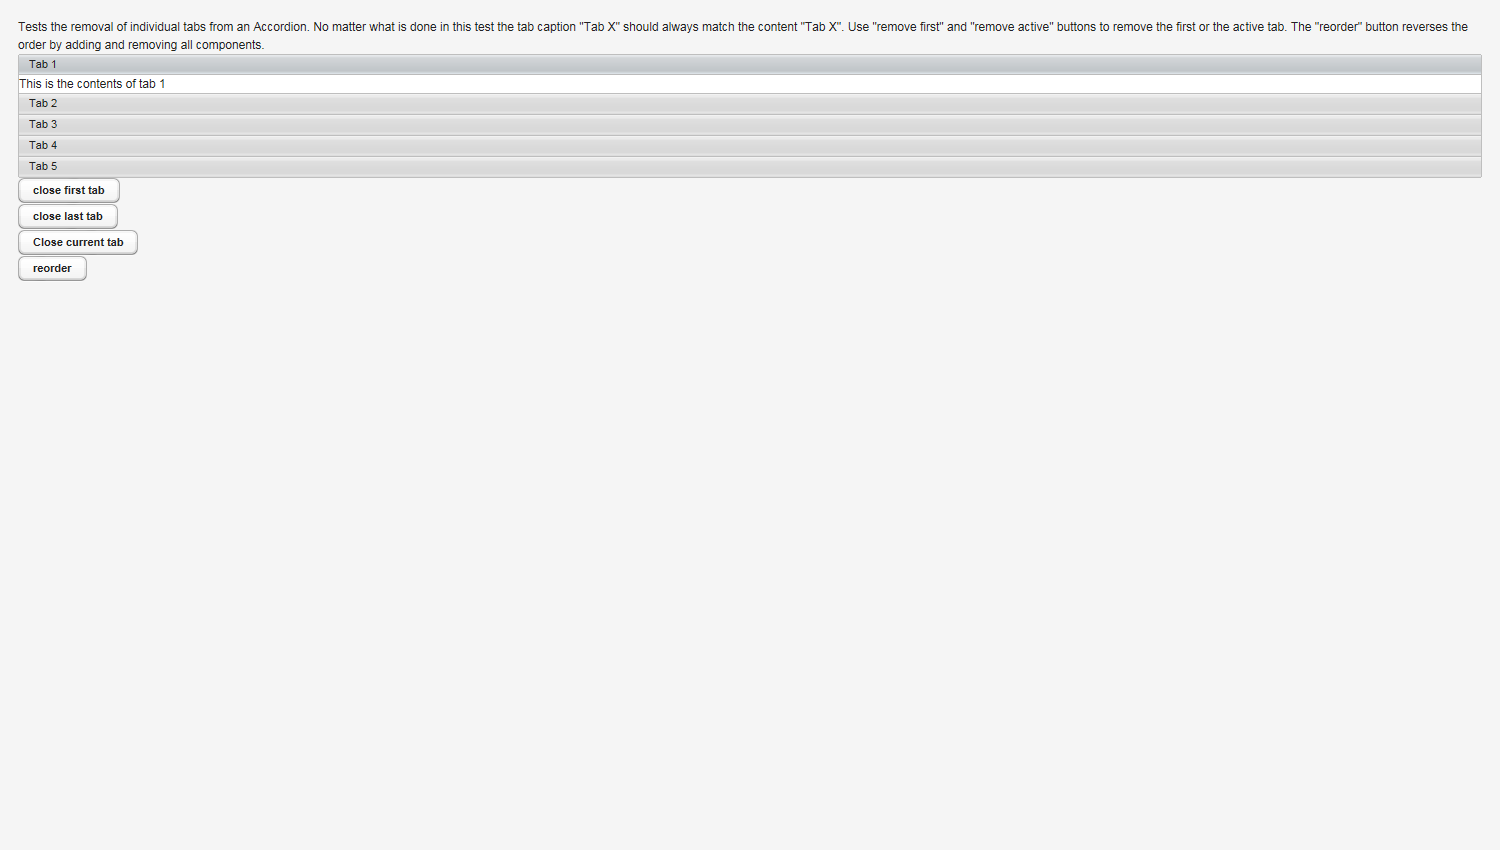 Tests the removal of individual tabs from an Accordion. No matter what is done in this test the tab caption "Tab X" should always match the content "Tab X". Use "remove first" and "remove active" buttons to remove the first or the active tab. The "reorder" button reverses the
order by adding and removing all components.
Tab 1
This is the contents of tab 1
Tab 2
Tab 3
Tab 4
Tab 5
close first tab
close last tab
Close current tab
reorder